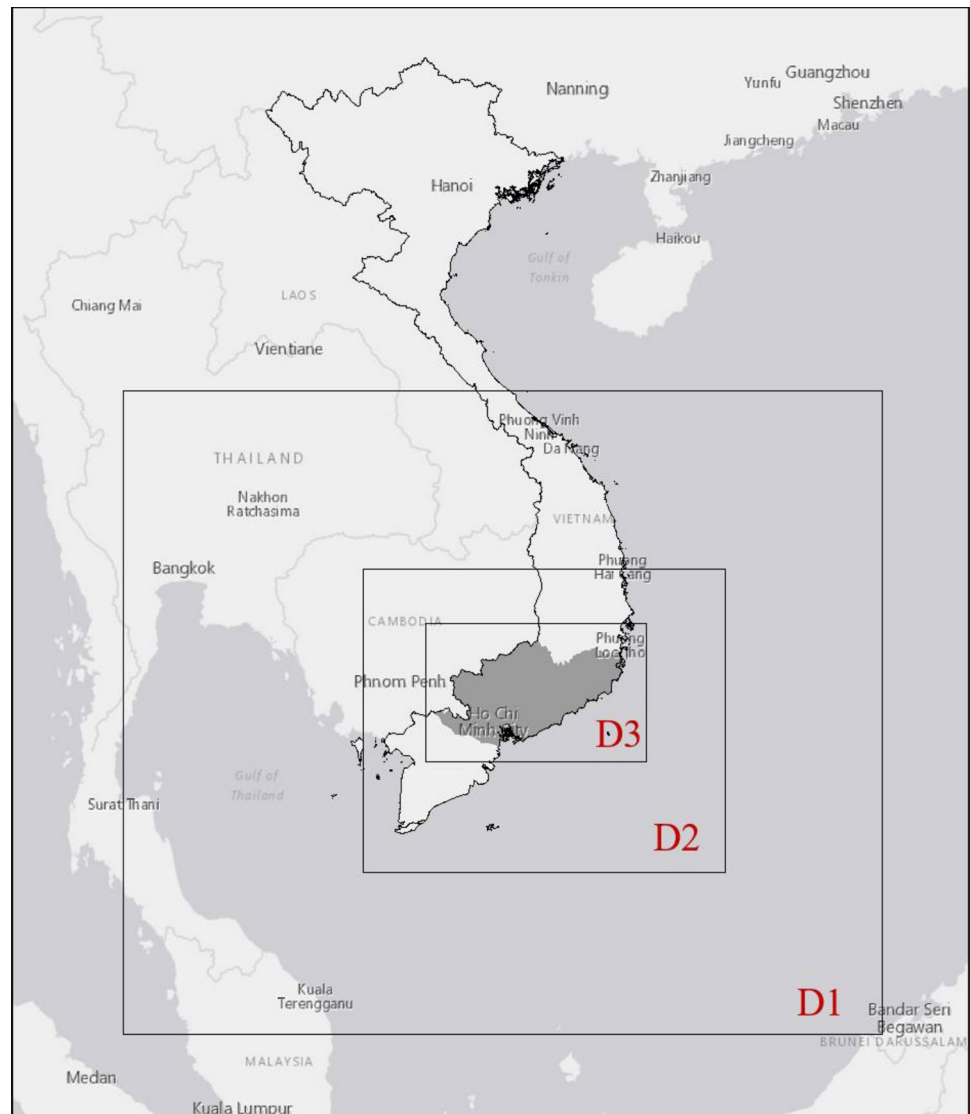 Guangzhou
Yunfu
Nanning
Shenzhen
Macau
Jiangcheng
Zhanjiang
Hanoi
Haikou
Gulf of
Tonkin
LAOS
Chiang Mai
Vientiane
Phuong Vinh
Ninh
Da Nang
THAILAND
Nakhon
Ratchasima
VIETNAM
Phuong
Hai Cang
Bangkok
CAMBODIA
Phuong
Loc Tho
Phnom Penh
Ho Chi
Minh City
D3
Gulf of
Thailand
Surat Thani
D2
Kuala
Terengganu
D1
Bandar Seri
Begawan
BRUNEI DARUSSALAM
MALAYSIA
Medan
Kuala Lumpur